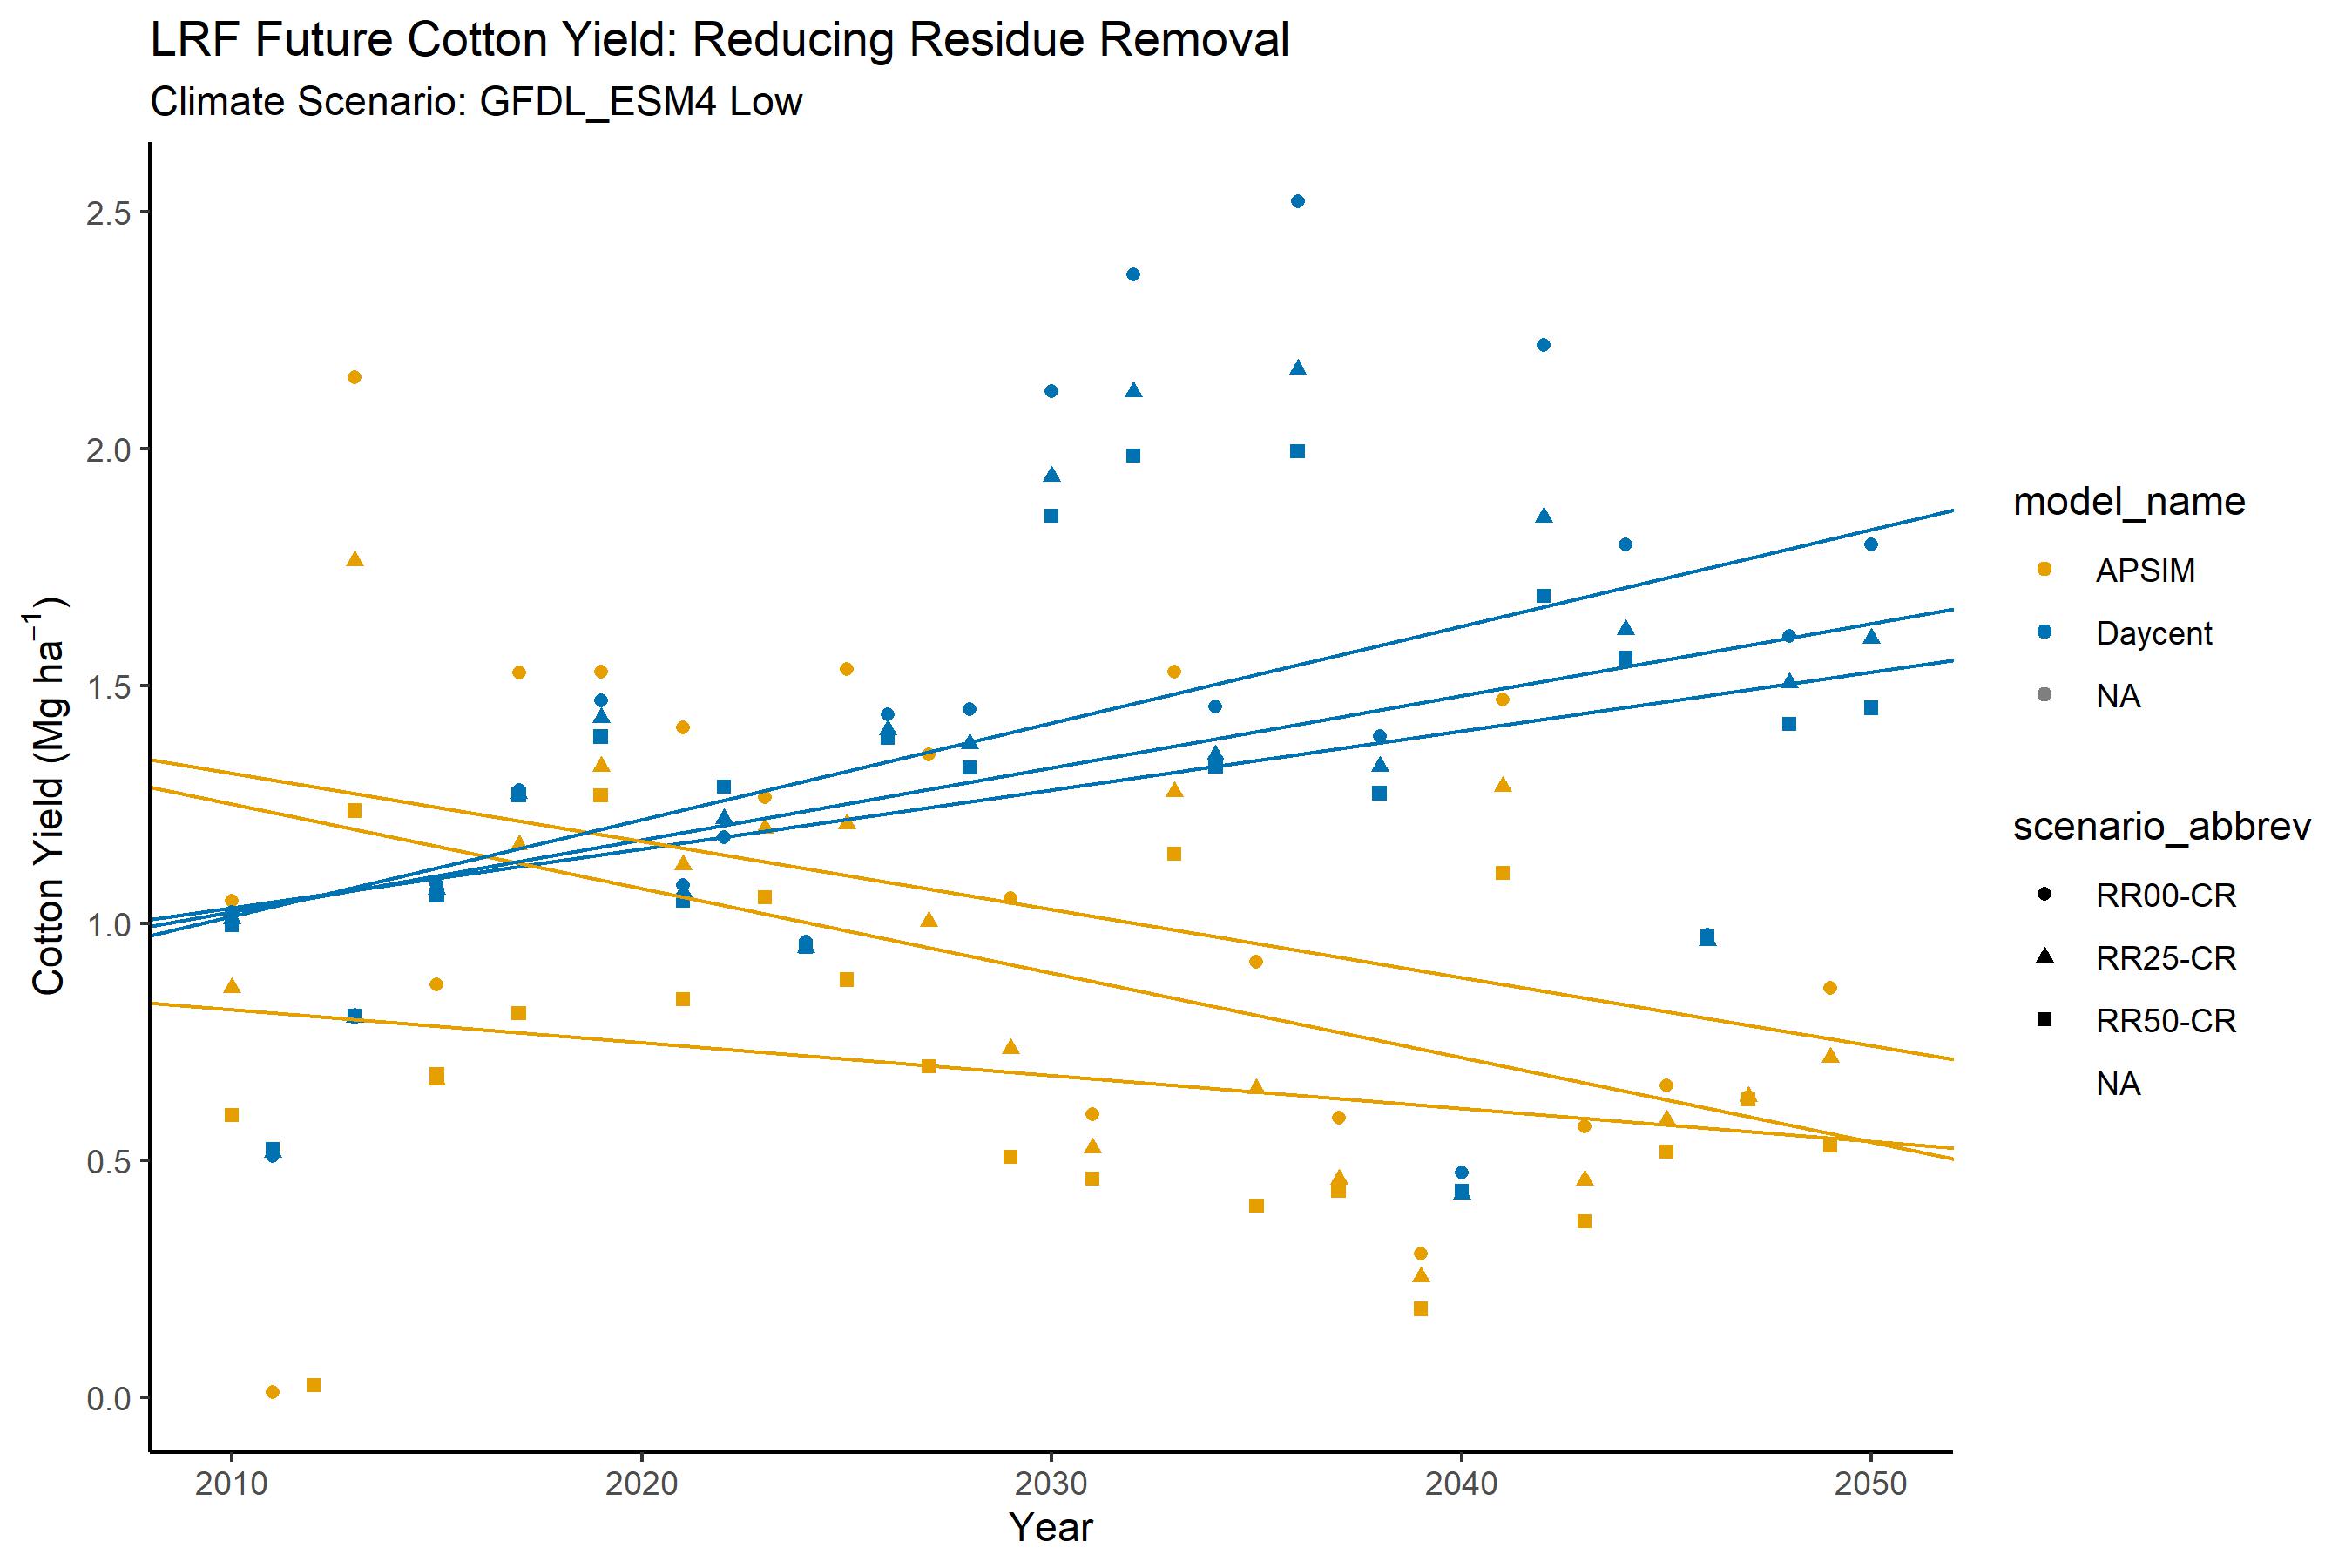 LRF Future Cotton Yield: Reducing Residue Removal
Climate Scenario: GFDL_ESM4 Low
Cotton Yield (Mg ha⁻¹)
2.5
2.0
1.5
1.0
0.5
0.0
2010 2020 2030 2040 2050
Year
model_name
APSIM
Daycent
NA
scenario_abbrev
RR00-CR
RR25-CR
RR50-CR
NA